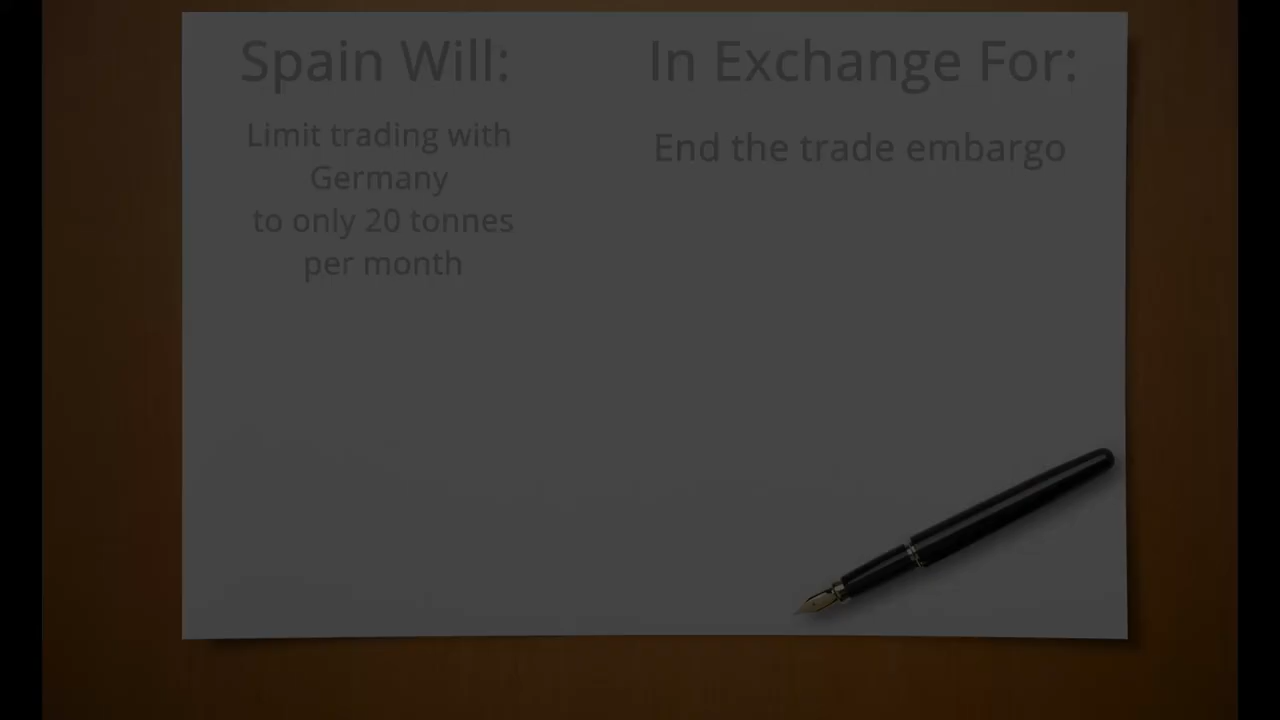 Spain Will:
Limit trading with
Germany
to only 20 tonnes
per month
In Exchange For:
End the trade embargo